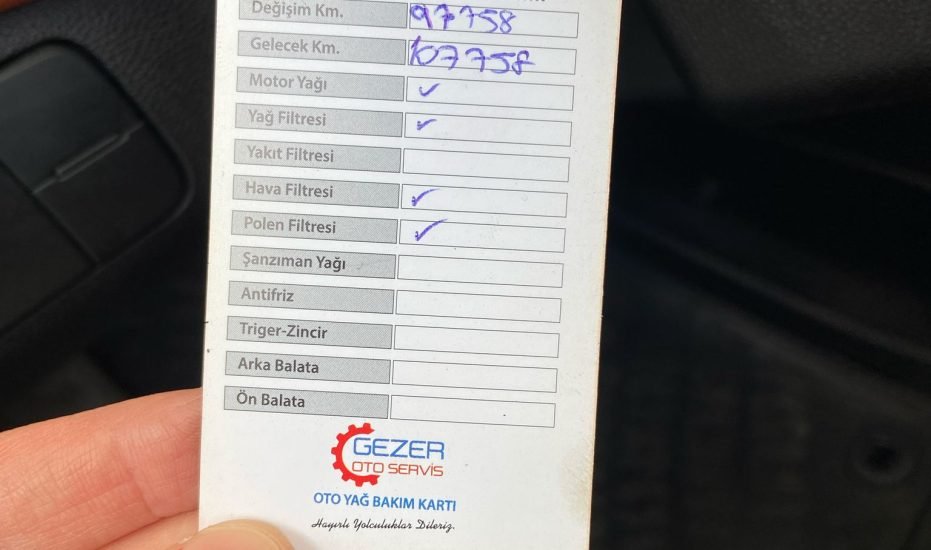 Değişim Km. 97758
Gelecek Km. 107758
Motor Yağı ✓
Yağ Filtresi ✓
Yakıt Filtresi
Hava Filtresi ✓
Polen Filtresi ✓
Şanzıman Yağı
Antifriz
Triger-Zincir
Arka Balata
Ön Balata
GEZER
OTO SERVİS
OTO YAĞ BAKIM KARTI
Hayırlı Yolculuklar Dileriz.